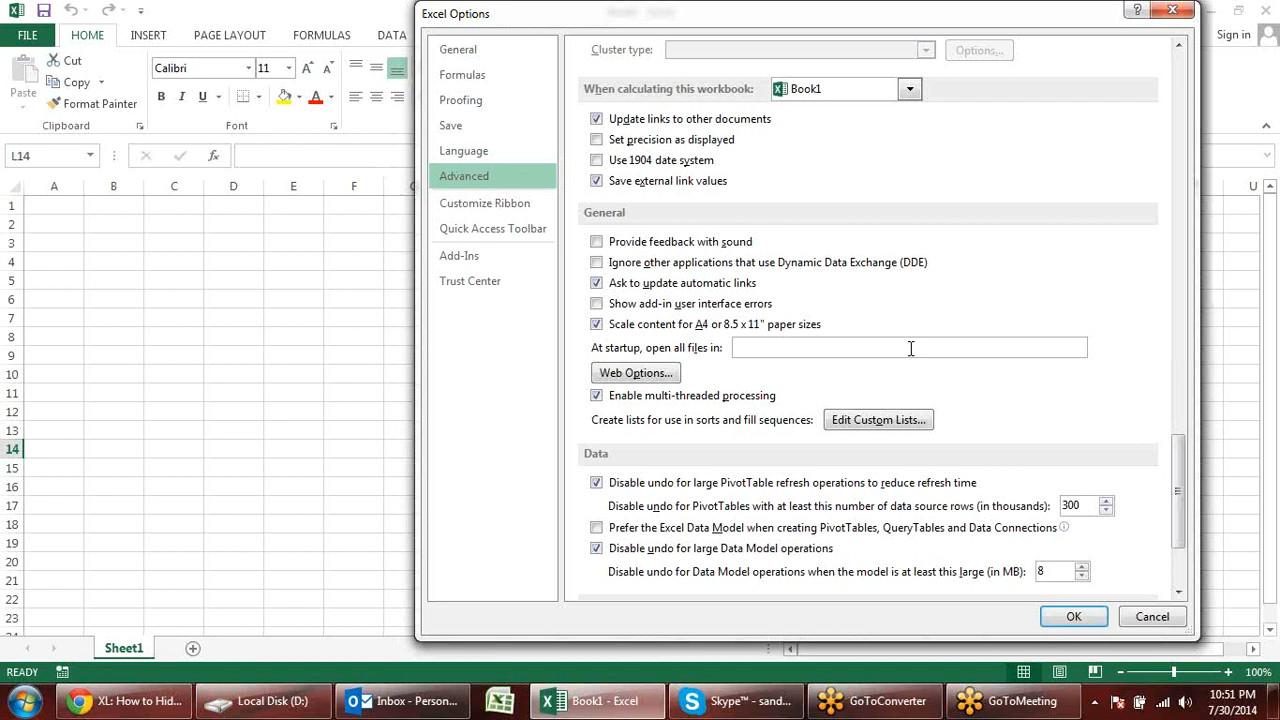 Excel Options
Sign in
FILE HOME INSERT PAGE LAYOUT FORMULAS DATA
Cut
Copy
Format Painter
Paste
Clipboard
Calibri 11
B I U
Font
L14
A B C D E F
U
1
2
3
4
5
6
7
8
9
10
11
12
13
14
15
16
17
18
19
20
21
22
23
General
Formulas
Proofing
Save
Language
Advanced
Customize Ribbon
Quick Access Toolbar
Add-Ins
Trust Center
Cluster type: Options...
When calculating this workbook: Book1
Update links to other documents
Set precision as displayed
Use 1904 date system
Save external link values
General
Provide feedback with sound
Ignore other applications that use Dynamic Data Exchange (DDE)
Ask to update automatic links
Show add-in user interface errors
Scale content for A4 or 8.5 x 11" paper sizes
At startup, open all files in:
Web Options...
Enable multi-threaded processing
Create lists for use in sorts and fill sequences: Edit Custom Lists...
Data
Disable undo for large PivotTable refresh operations to reduce refresh time
Disable undo for PivotTables with at least this number of data source rows (in thousands): 300
Prefer the Excel Data Model when creating PivotTables, QueryTables and Data Connections
Disable undo for large Data Model operations
Disable undo for Data Model operations when the model is at least this large (in MB): 8
OK Cancel
Sheet1
READY
100%
XL: How to Hid...
Local Disk (D:)
Inbox - Person...
Book1 - Excel
Skype™ - sand...
GoToConverter
GoToMeeting
10:51 PM
7/30/2014